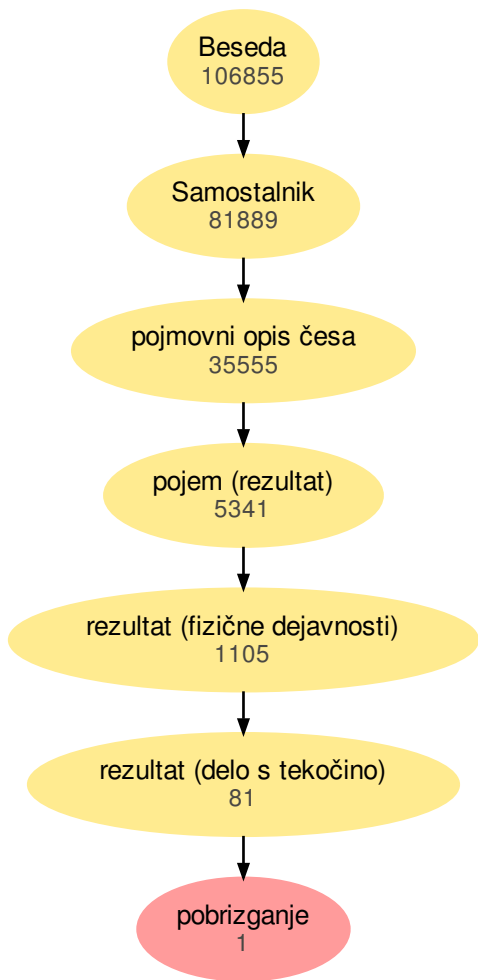 Beseda
106855
Samostalnik
81889
pojmovni opis česa
35555
pojem (rezultat)
5341
rezultat (fizične dejavnosti)
1105
rezultat (delo s tekočino)
81
pobrizganje
1